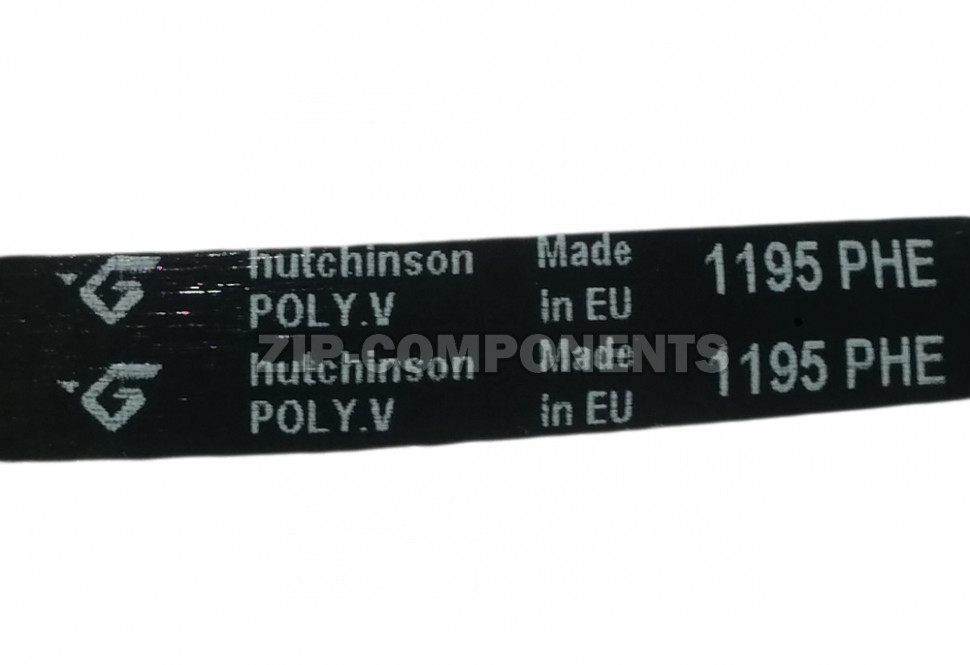 hutchinson Made 1195 PHE
POLY.V in EU
ZIP COMPONENTS
hutchinson Made 1195 PHE
POLY.V in EU